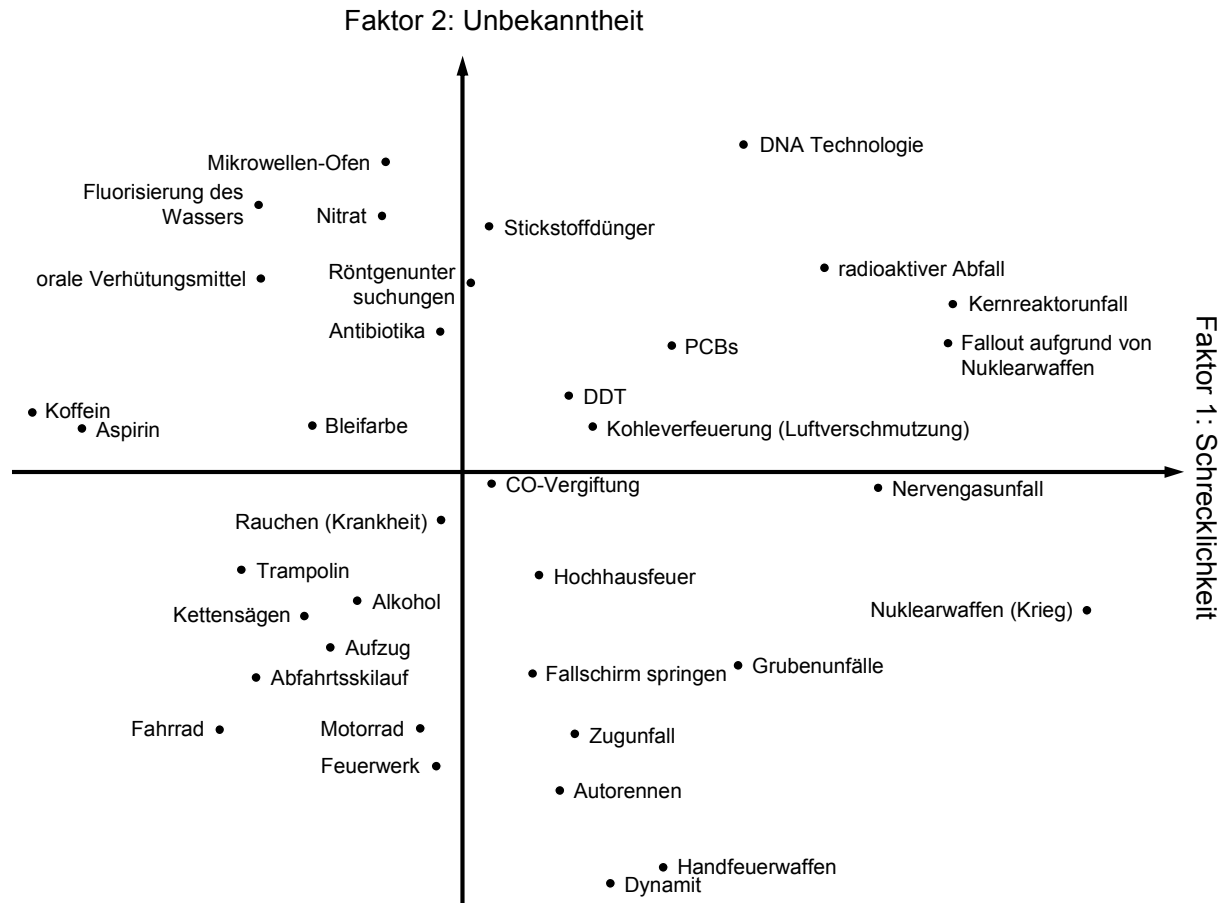 Faktor 2: Unbekanntheit
DNA Technologie
Mikrowellen-Ofen
Fluorisierung des
Wassers
Nitrat
Stickstoffdünger
orale Verhütungsmittel
Röntgenunter
suchungen
radioaktiver Abfall
Kernreaktorunfall
Antibiotika
PCBs
Fallout aufgrund von
Nuklearwaffen
Faktor 1: Schrecklichkeit
DDT
Koffein
Aspirin
Bleifarbe
Kohleverfeuerung (Luftverschmutzung)
CO-Vergiftung
Nervengasunfall
Rauchen (Krankheit)
Trampolin
Hochhausfeuer
Alkohol
Kettensägen
Nuklearwaffen (Krieg)
Aufzug
Abfahrtsskilauf
Fallschirm springen
Grubenunfälle
Fahrrad
Motorrad
Zugunfall
Feuerwerk
Autorennen
Handfeuerwaffen
Dynamit